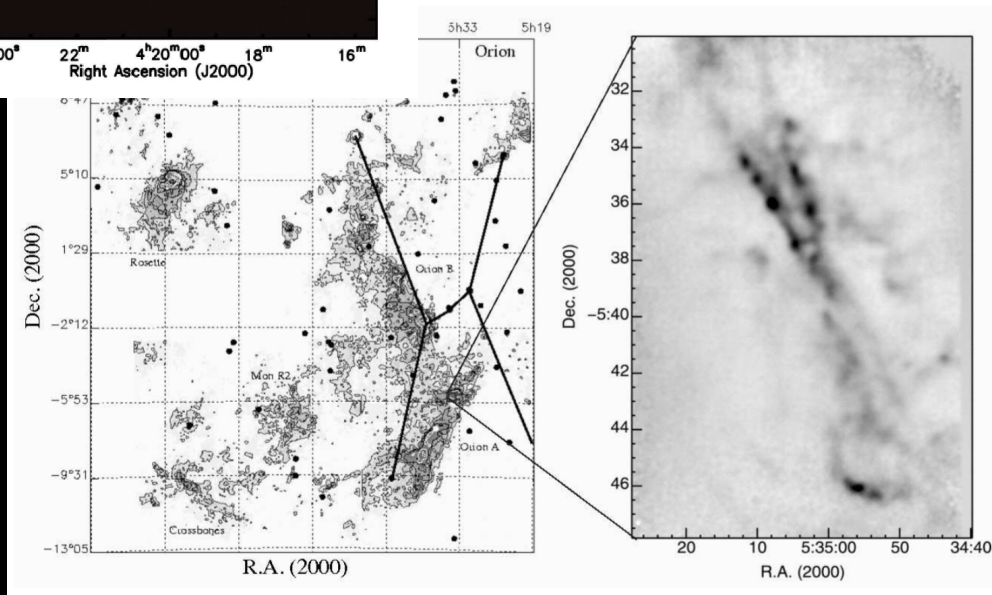 00ˢ 22ᵐ 4ʰ20ᵐ00ˢ 18ᵐ 16ᵐ
Right Ascension (J2000)
5h33 5h19
Orion
5°10
1°29
−2°12
−5°53
−9°31
−13°05
Dec. (2000)
Rosette
Orion B
Mon R2
Orion A
Crossbones
R.A. (2000)
32
34
36
38
−5:40
42
44
46
Dec. (2000)
20 10 5:35:00 50 34:40
R.A. (2000)